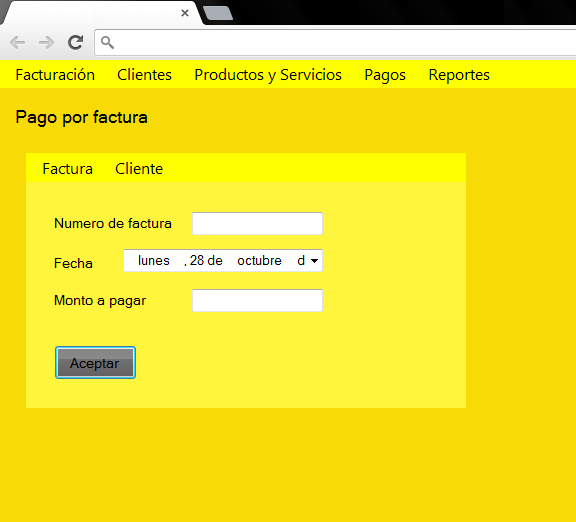 Facturación Clientes Productos y Servicios Pagos Reportes
Pago por factura
Factura Cliente
Numero de factura
Fecha lunes , 28 de octubre d
Monto a pagar
Aceptar